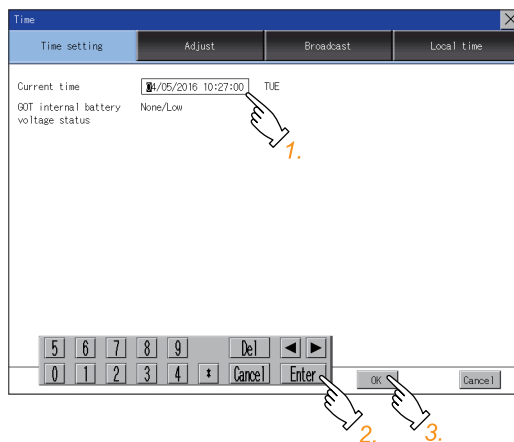 Time
Time setting Adjust Broadcast Local time
Current time 04/05/2016 10:27:00 TUE
GOT internal battery None/Low
voltage status
1.
5 6 7 8 9 Del ◀ ▶
0 1 2 3 4 Cancel Enter
OK Cancel
2. 3.